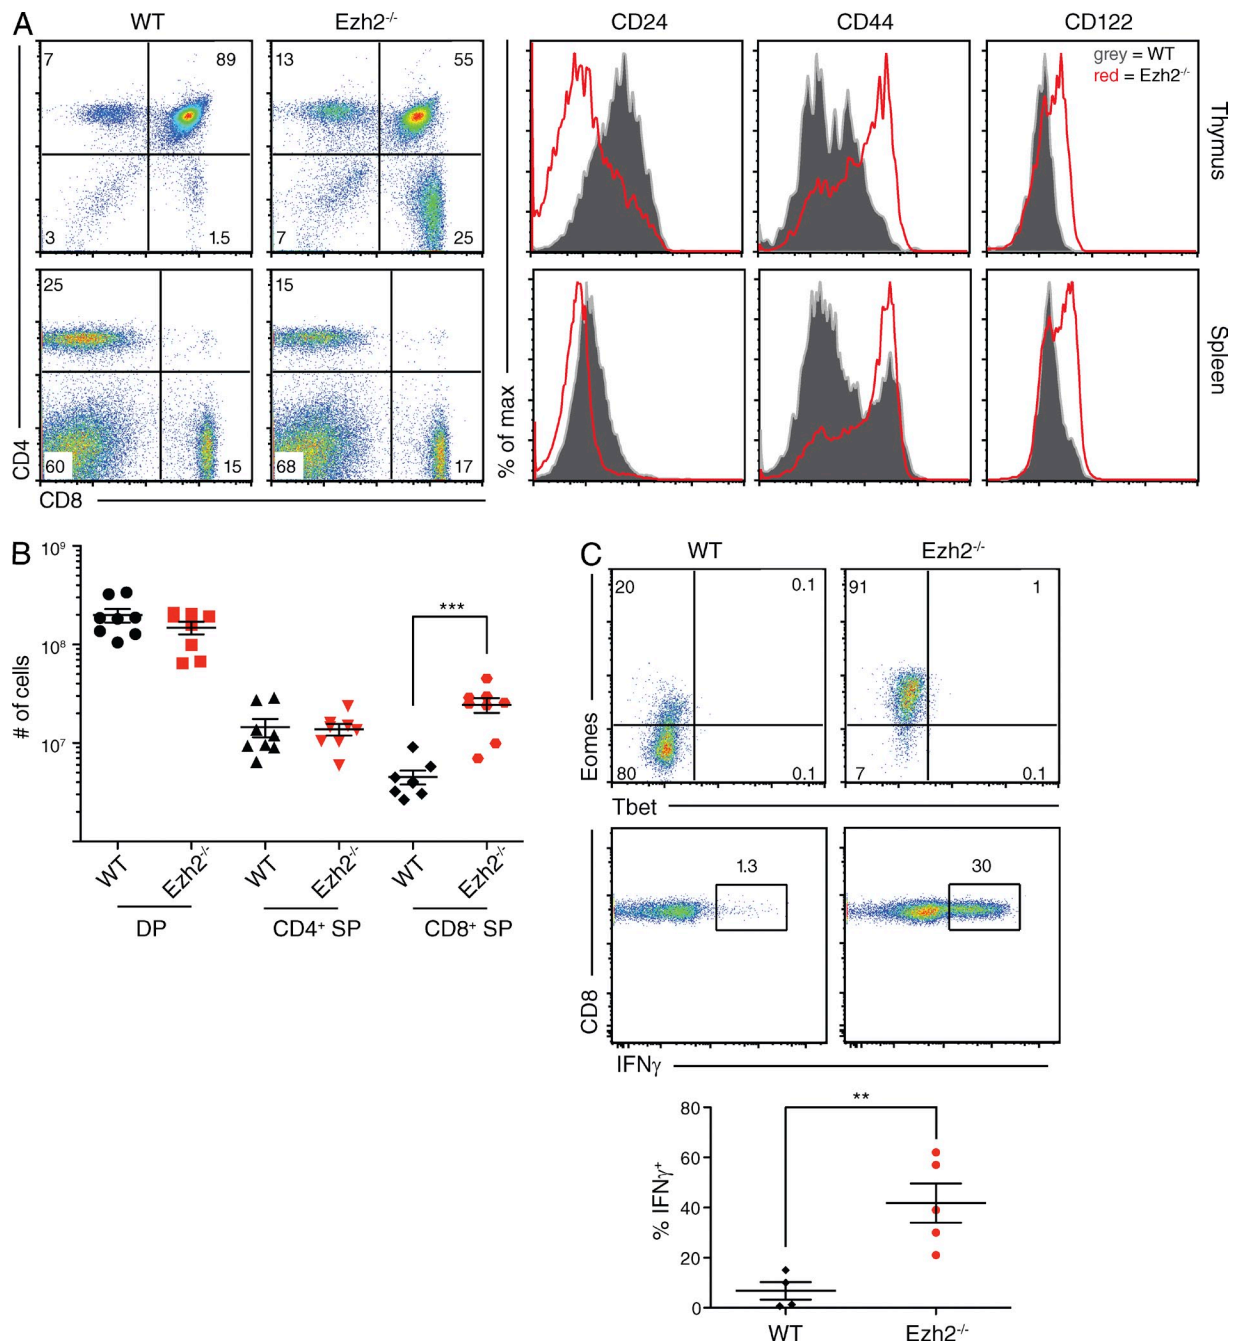 A
WT
Ezh2-/-
CD24
CD44
CD122
7
89
13
55
grey = WT
red = Ezh2-/-
3
1.5
7
25
Thymus
25
15
60
15
68
17
Spleen
CD4
CD8
% of max
B
10⁹
10⁸
10⁷
# of cells
***
WT
Ezh2-/-
WT
Ezh2-/-
WT
Ezh2-/-
DP
CD4⁺ SP
CD8⁺ SP
C
WT
Ezh2-/-
20
0.1
91
1
80
0.1
7
0.1
Eomes
Tbet
1.3
30
CD8
IFNγ
**
80
60
40
20
0
% IFNγ⁺
WT
Ezh2-/-